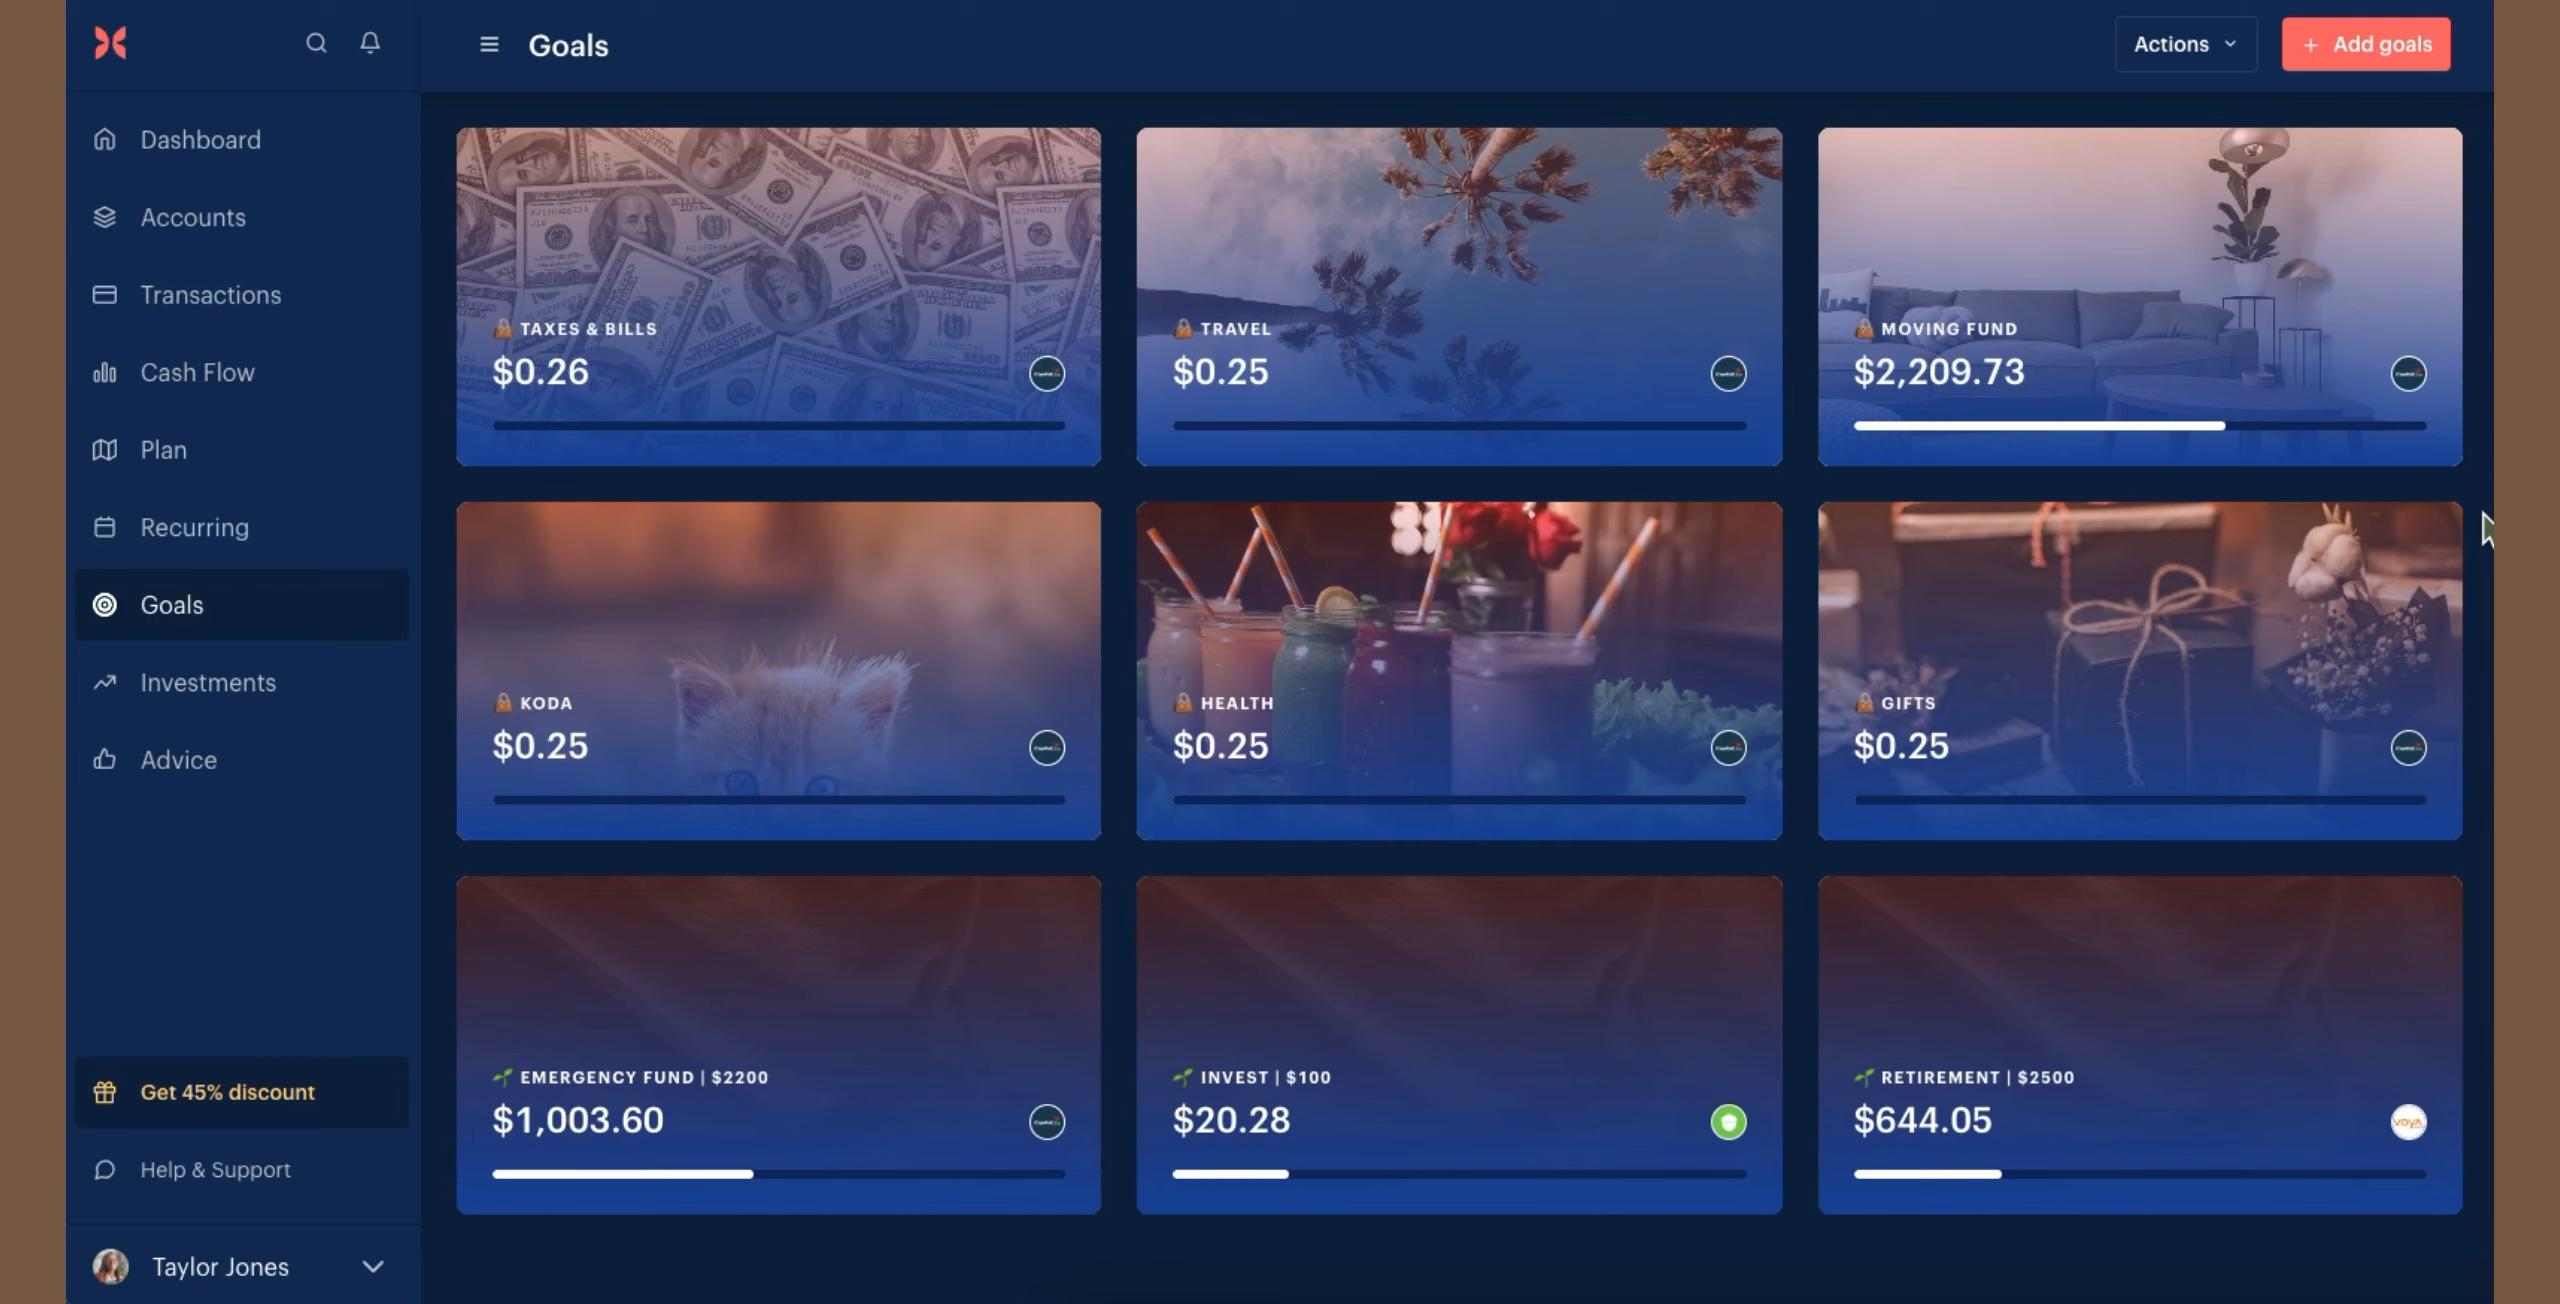 Goals
Actions
+ Add goals
Dashboard
Accounts
Transactions
Cash Flow
Plan
Recurring
Goals
Investments
Advice
Get 45% discount
Help & Support
Taylor Jones
TAXES & BILLS
$0.26
TRAVEL
$0.25
MOVING FUND
$2,209.73
KODA
$0.25
HEALTH
$0.25
GIFTS
$0.25
EMERGENCY FUND | $2200
$1,003.60
INVEST | $100
$20.28
RETIREMENT | $2500
$644.05
VOYA